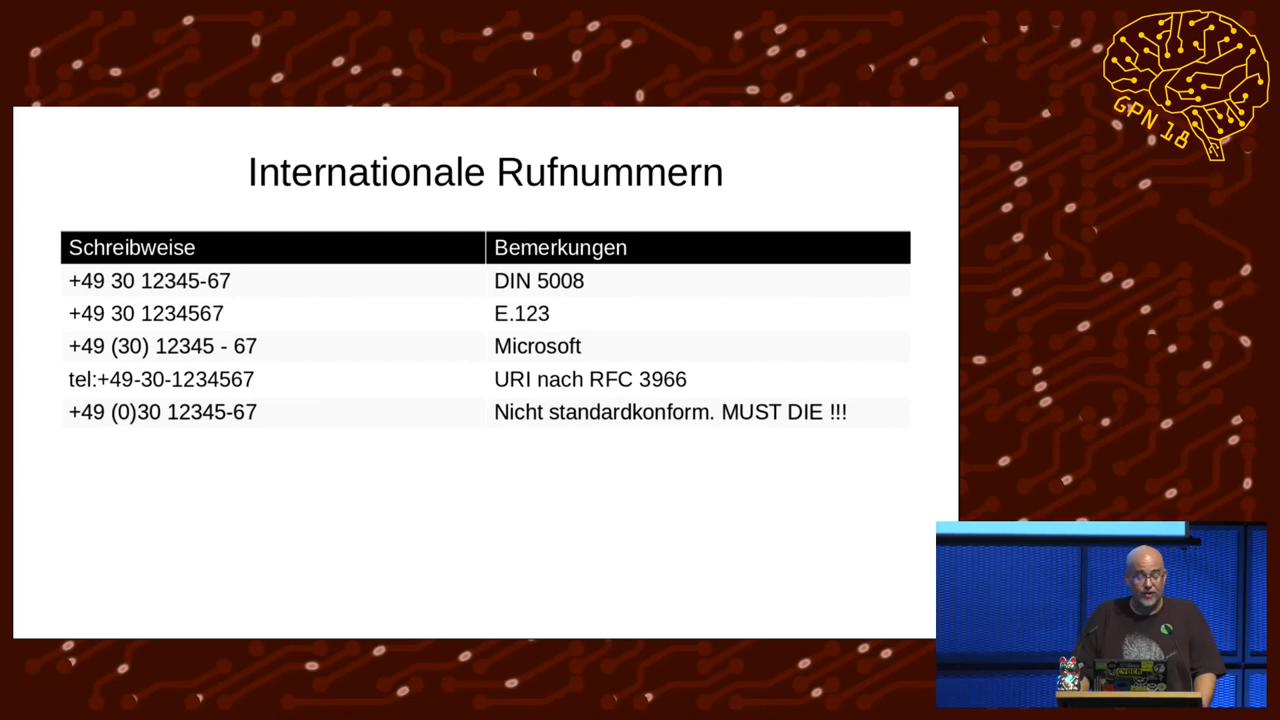 GPN 18
Internationale Rufnummern
Schreibweise Bemerkungen
+49 30 12345-67 DIN 5008
+49 30 1234567 E.123
+49 (30) 12345 - 67 Microsoft
tel:+49-30-1234567 URI nach RFC 3966
+49 (0)30 12345-67 Nicht standardkonform. MUST DIE !!!
CYBER